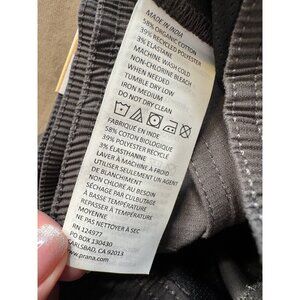 MADE IN INDIA
58% ORGANIC COTTON
39% RECYCLED POLYESTER
3% ELASTANE
MACHINE WASH COLD
NON-CHLORINE BLEACH
WHEN NEEDED
TUMBLE DRY LOW
IRON MEDIUM
DO NOT DRY CLEAN
FABRIQUÉ EN INDE
58% COTON BIOLOGIQUE
39% POLYESTER RECYCLÉ
3% ÉLASTHANNE
LAVER À MACHINE À FROID
UTILISER SEULEMENT UN AGENT
DE BLANCHIMENT
NON CHLORÉ AU BESOIN
SÉCHAGE PAR CULBUTAGE
À BASSE TEMPÉRATURE
REPASSER À TEMPÉRATURE
MOYENNE
NE PAS NETTOYER À SEC
RN 124977
PO BOX 130430
CARLSBAD, CA 92013
www.prana.com